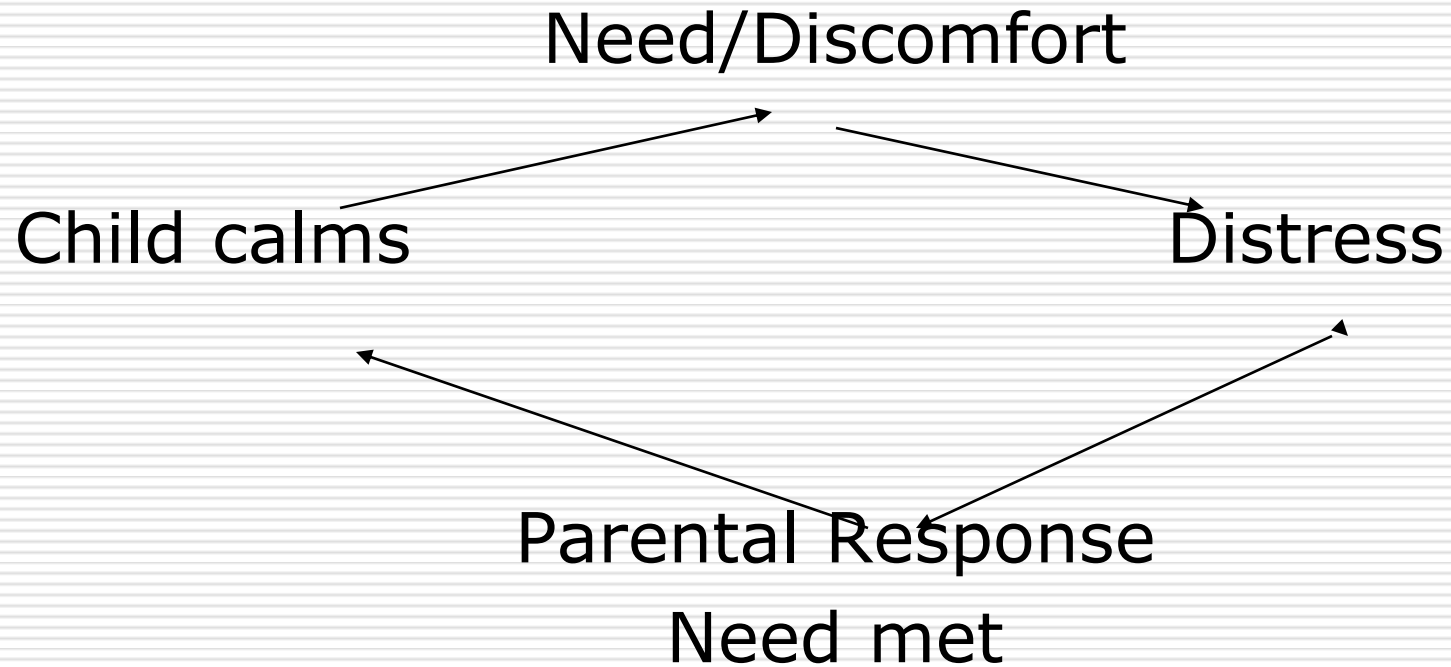 Need/Discomfort
Child calms
Distress
Parental Response
Need met